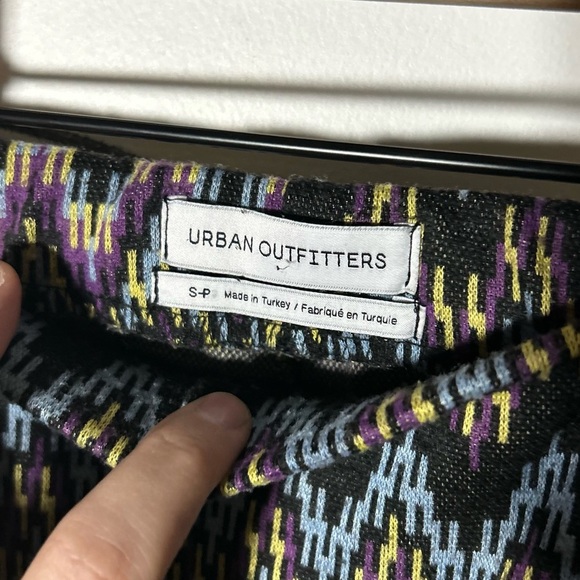 URBAN OUTFITTERS
S-P Made in Turkey / Fabriqué en Turquie